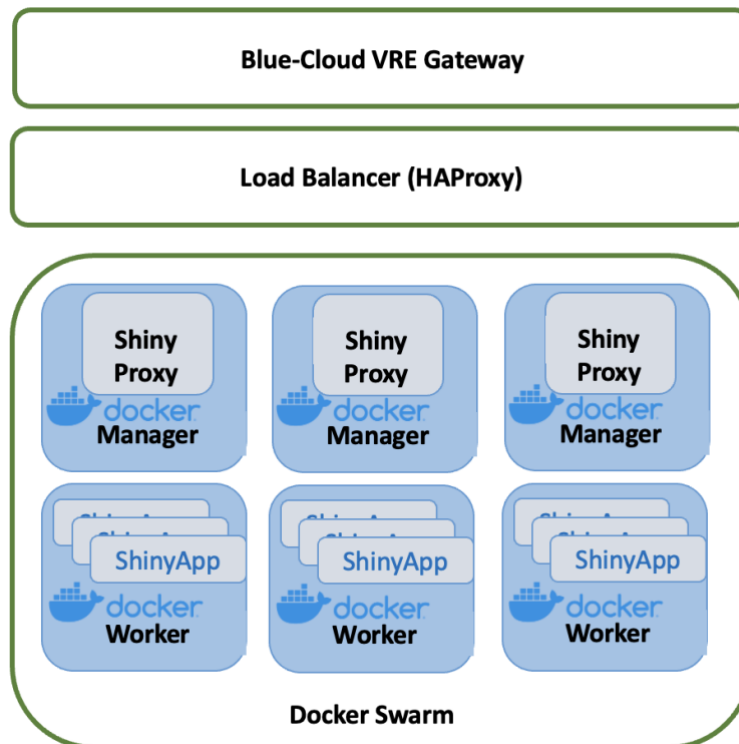 Blue-Cloud VRE Gateway
Load Balancer (HAProxy)
Shiny
Proxy
docker
Manager
Shiny
Proxy
docker
Manager
Shiny
Proxy
docker
Manager
ShinyApp
docker
Worker
ShinyApp
docker
Worker
ShinyApp
docker
Worker
Docker Swarm